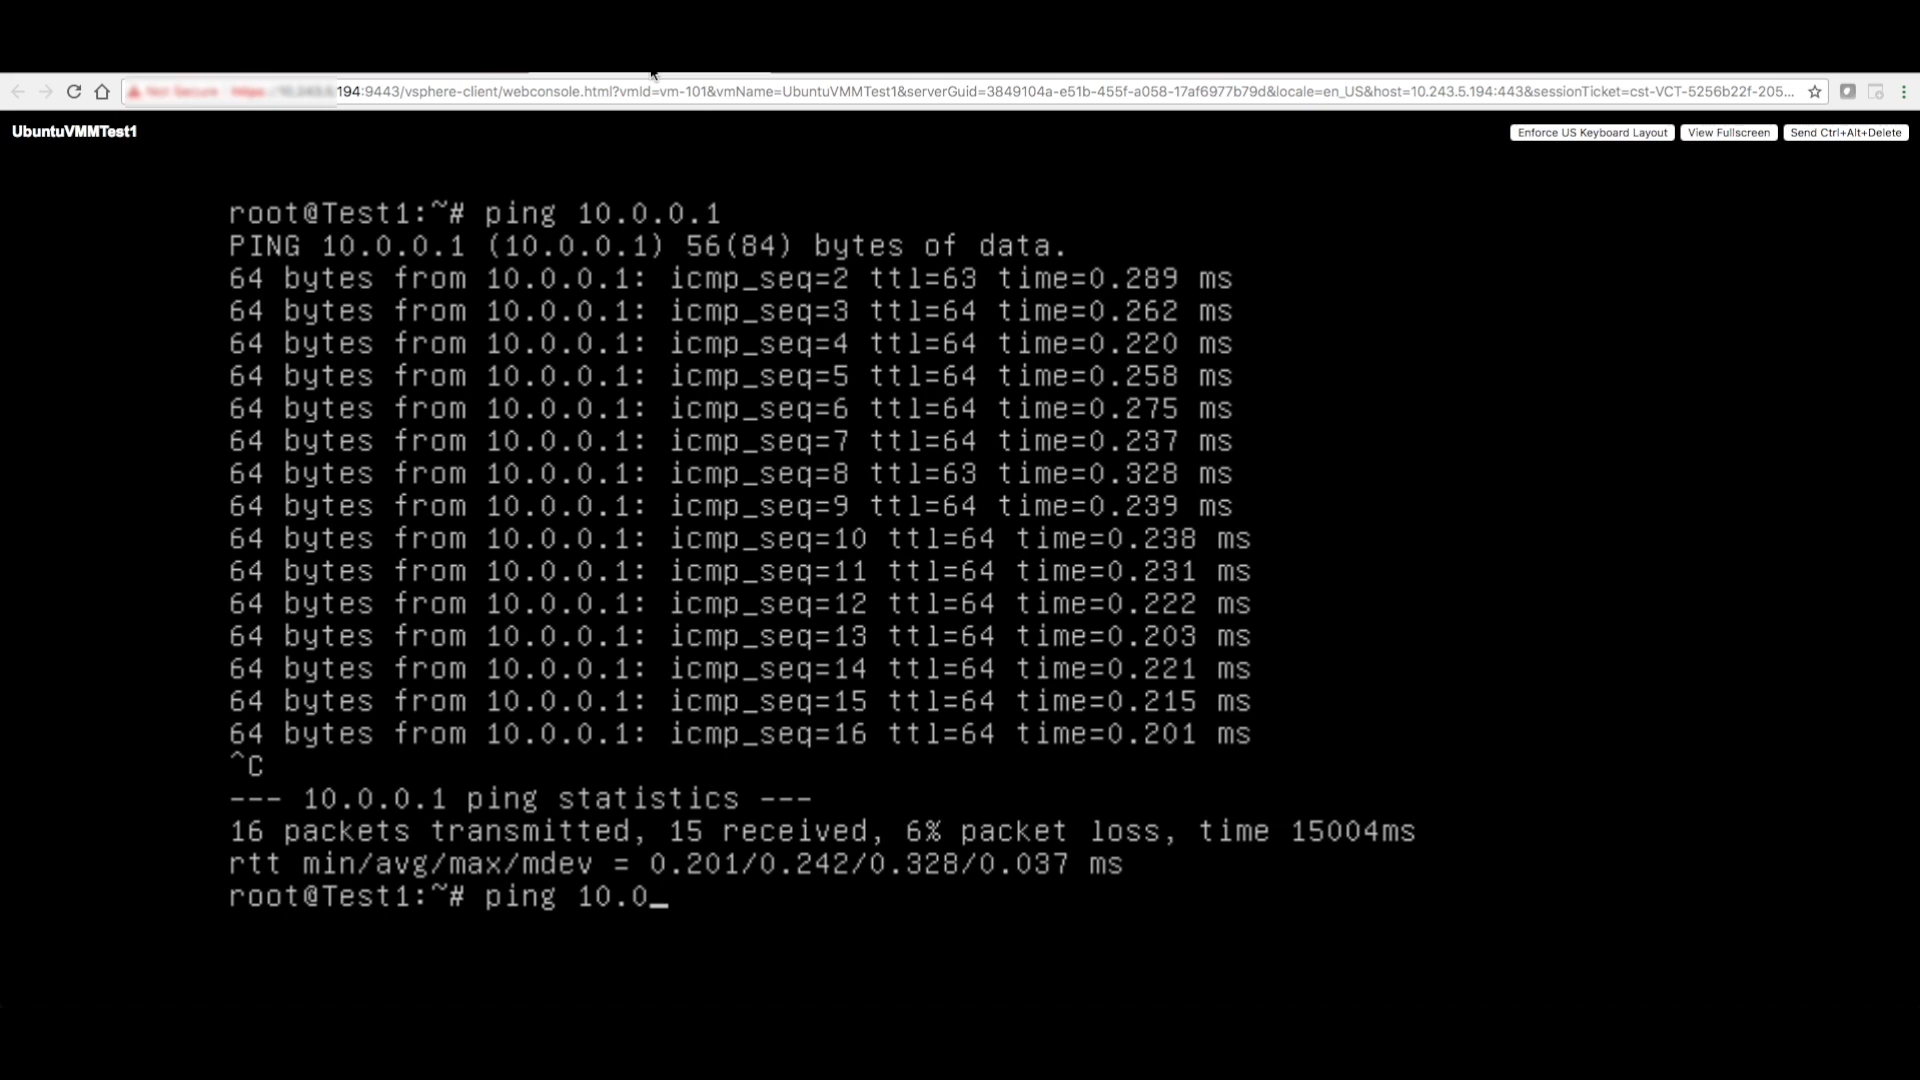 194:9443/vsphere-client/webconsole.html?vmId=vm-101&vmName=UbuntuVMMTest1&serverGuid=3849104a-e51b-455f-a058-17af6977b79d&locale=en_US&host=10.243.5.194:443&sessionTicket=cst-VCT-5256b22f-205...
UbuntuVMMTest1
Enforce US Keyboard Layout View Fullscreen Send Ctrl+Alt+Delete
root@Test1:~# ping 10.0.0.1
PING 10.0.0.1 (10.0.0.1) 56(84) bytes of data.
64 bytes from 10.0.0.1: icmp_seq=2 ttl=63 time=0.289 ms
64 bytes from 10.0.0.1: icmp_seq=3 ttl=64 time=0.262 ms
64 bytes from 10.0.0.1: icmp_seq=4 ttl=64 time=0.220 ms
64 bytes from 10.0.0.1: icmp_seq=5 ttl=64 time=0.258 ms
64 bytes from 10.0.0.1: icmp_seq=6 ttl=64 time=0.275 ms
64 bytes from 10.0.0.1: icmp_seq=7 ttl=64 time=0.237 ms
64 bytes from 10.0.0.1: icmp_seq=8 ttl=63 time=0.328 ms
64 bytes from 10.0.0.1: icmp_seq=9 ttl=64 time=0.239 ms
64 bytes from 10.0.0.1: icmp_seq=10 ttl=64 time=0.238 ms
64 bytes from 10.0.0.1: icmp_seq=11 ttl=64 time=0.231 ms
64 bytes from 10.0.0.1: icmp_seq=12 ttl=64 time=0.222 ms
64 bytes from 10.0.0.1: icmp_seq=13 ttl=64 time=0.203 ms
64 bytes from 10.0.0.1: icmp_seq=14 ttl=64 time=0.221 ms
64 bytes from 10.0.0.1: icmp_seq=15 ttl=64 time=0.215 ms
64 bytes from 10.0.0.1: icmp_seq=16 ttl=64 time=0.201 ms
^C
--- 10.0.0.1 ping statistics ---
16 packets transmitted, 15 received, 6% packet loss, time 15004ms
rtt min/avg/max/mdev = 0.201/0.242/0.328/0.037 ms
root@Test1:~# ping 10.0_